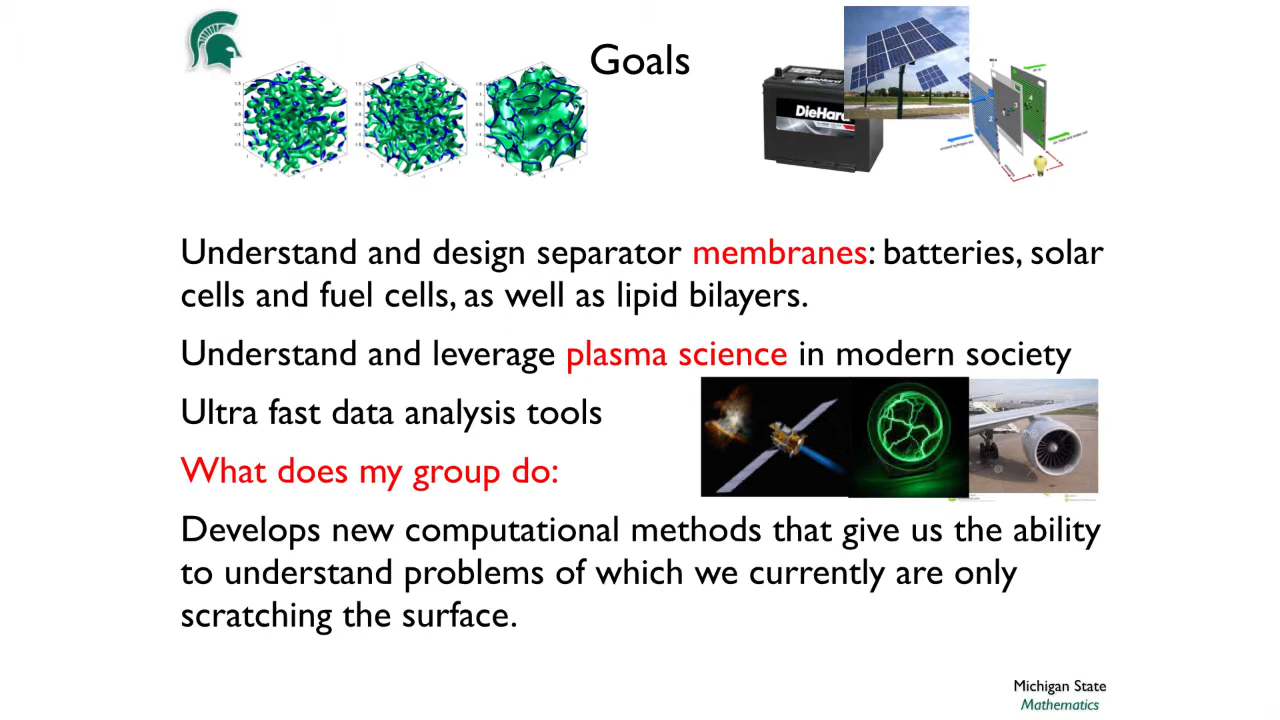 Goals
DieHard
Understand and design separator membranes: batteries, solar
cells and fuel cells, as well as lipid bilayers.
Understand and leverage plasma science in modern society
Ultra fast data analysis tools
What does my group do:
Develops new computational methods that give us the ability
to understand problems of which we currently are only
scratching the surface.
Michigan State
Mathematics